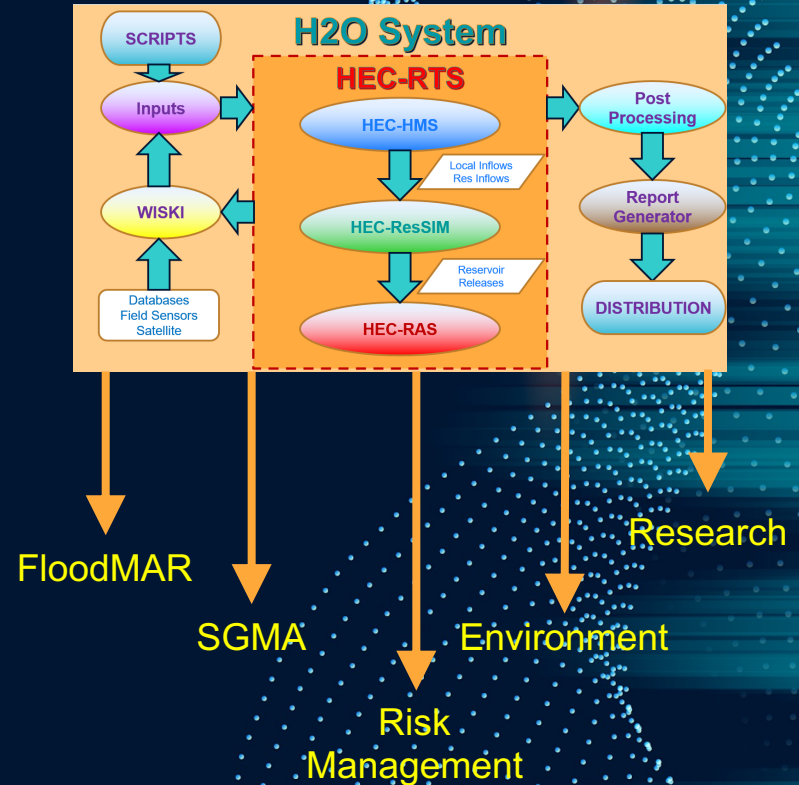 H2O System
SCRIPTS
Inputs
WISKI
Databases
Field Sensors
Satellite
HEC-RTS
HEC-HMS
Local Inflows
Res Inflows
HEC-ResSIM
Reservoir
Releases
HEC-RAS
Post
Processing
Report
Generator
DISTRIBUTION
FloodMAR
SGMA
Risk
Management
Environment
Research